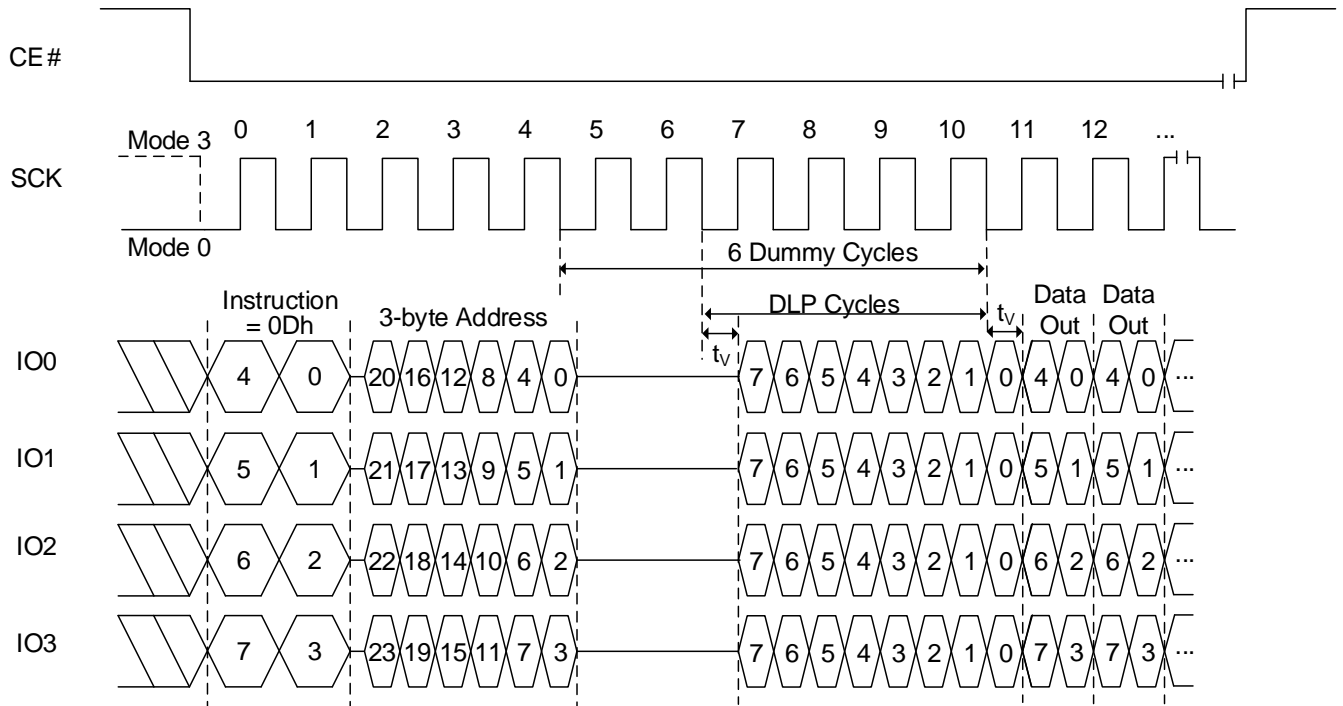 CE#
0 1 2 3 4 5 6 7 8 9 10 11 12 ...
Mode 3
SCK
Mode 0
6 Dummy Cycles
Instruction
= 0Dh
3-byte Address
DLP Cycles
tV
Data
Out
Data
Out
tV
IO0
4 0 20 16 12 8 4 0 7 6 5 4 3 2 1 0 4 0 4 0 ...
IO1
5 1 21 17 13 9 5 1 7 6 5 4 3 2 1 0 5 1 5 1 ...
IO2
6 2 22 18 14 10 6 2 7 6 5 4 3 2 1 0 6 2 6 2 ...
IO3
7 3 23 19 15 11 7 3 7 6 5 4 3 2 1 0 7 3 7 3 ...